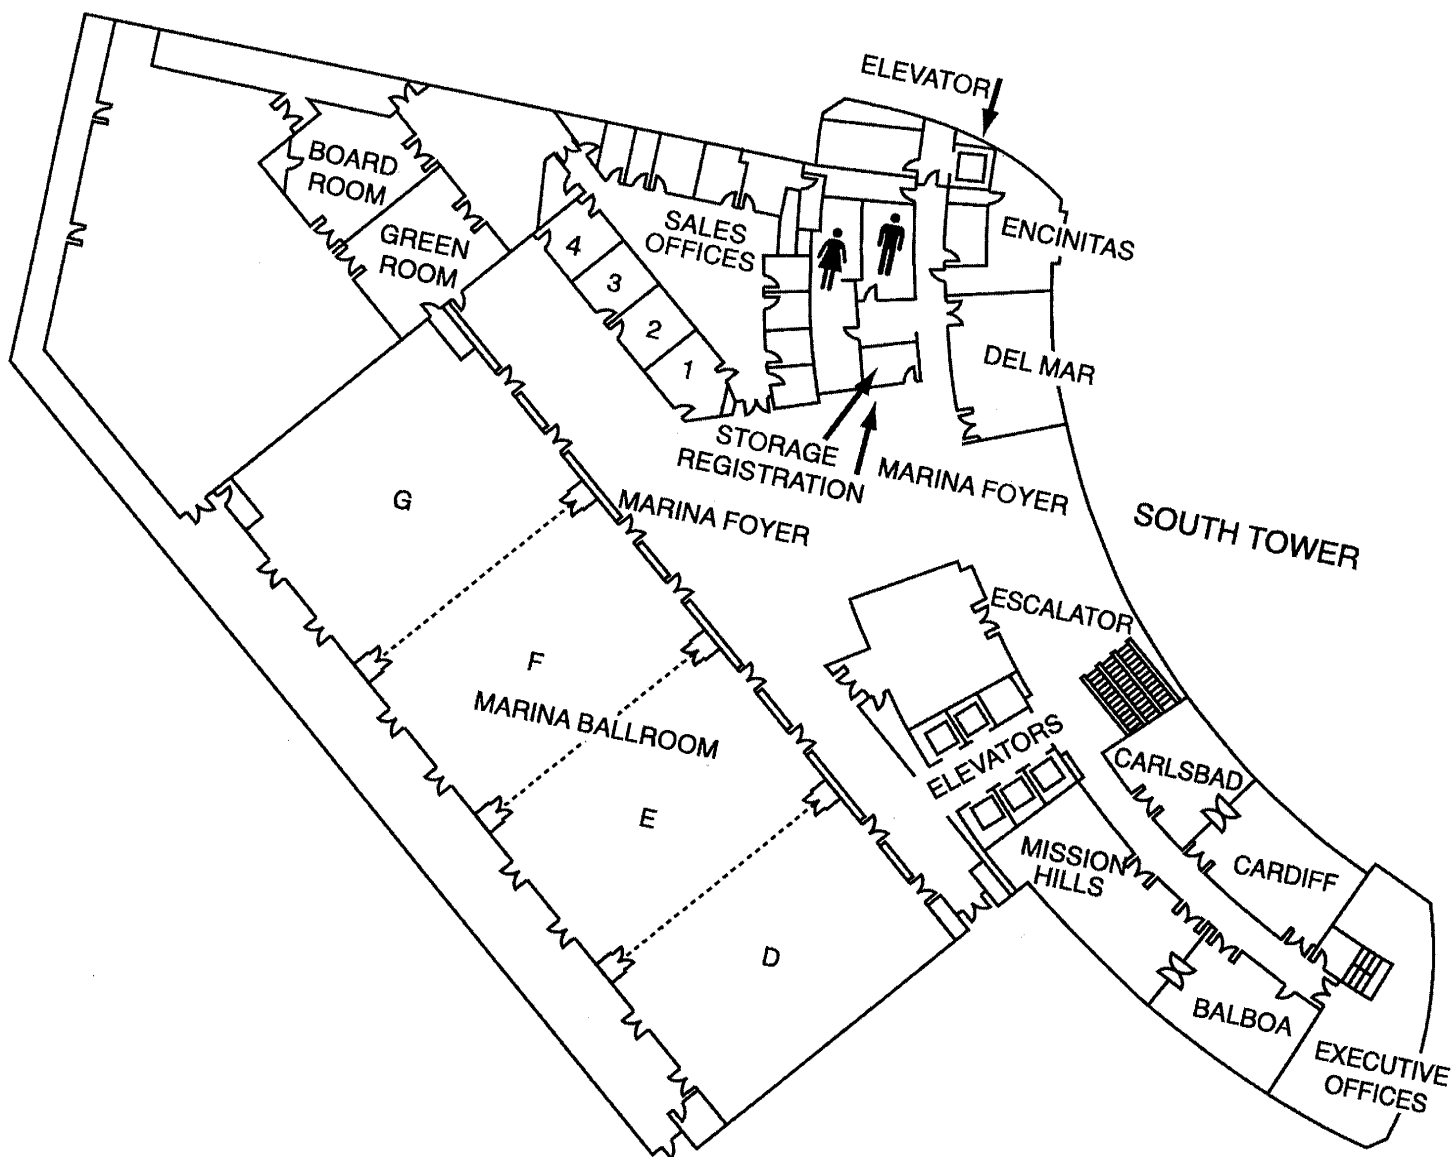 ELEVATOR
BOARD
ROOM
GREEN
ROOM
SALES
OFFICES
ENCINITAS
4
3
2
1
DEL MAR
STORAGE
REGISTRATION
MARINA FOYER
G
MARINA FOYER
SOUTH TOWER
ESCALATOR
F
MARINA BALLROOM
ELEVATORS
CARLSBAD
E
MISSION
HILLS
CARDIFF
D
BALBOA
EXECUTIVE
OFFICES